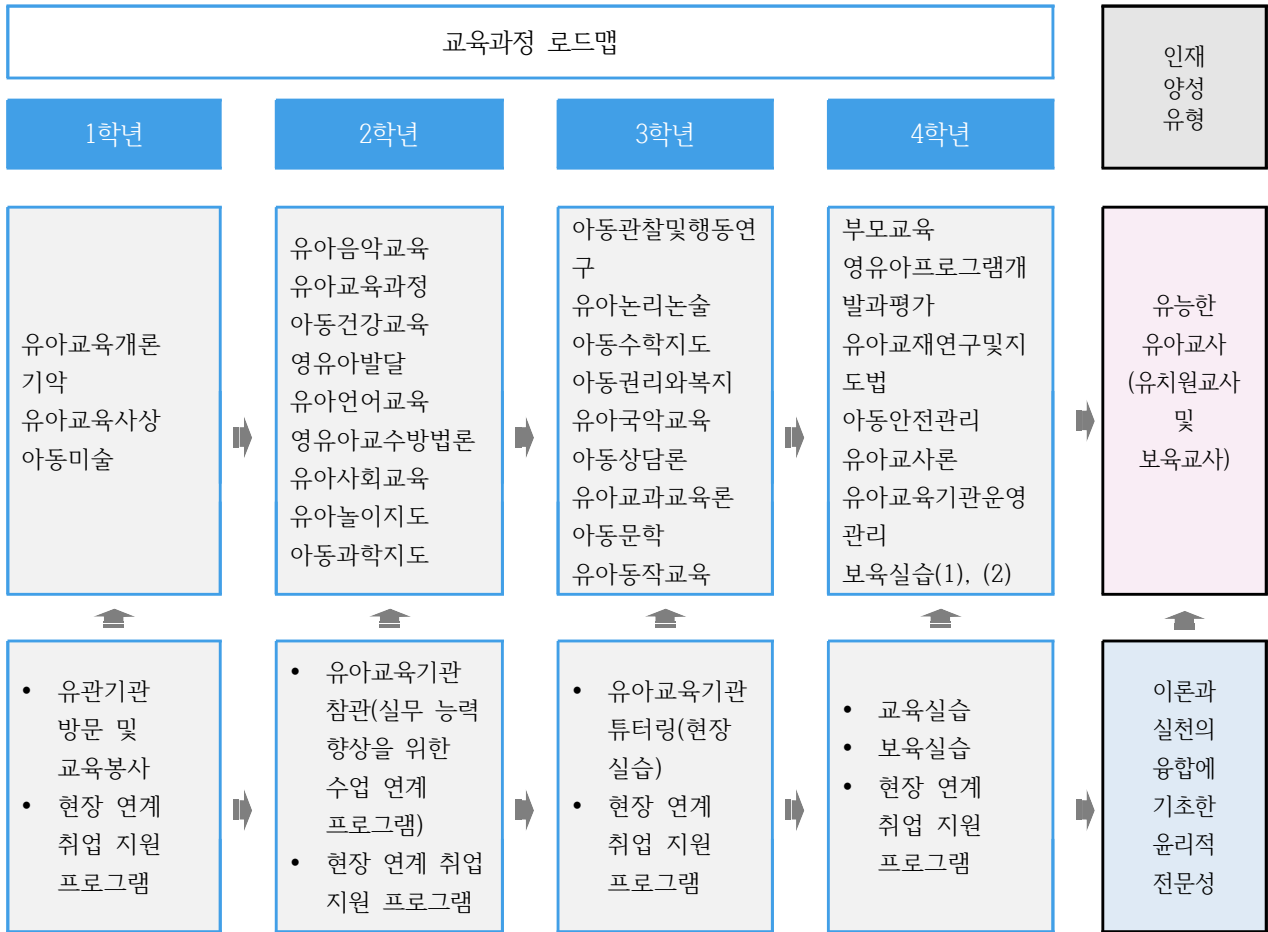 교육과정 로드맵
인재
양성
유형
1학년
2학년
3학년
4학년
유아교육개론
기악
유아교육사상
아동미술
유아음악교육
유아교육과정
아동건강교육
영유아발달
유아언어교육
영유아교수방법론
유아사회교육
유아놀이지도
아동과학지도
아동관찰및행동연
구
유아논리논술
아동수학지도
아동권리와복지
유아국악교육
아동상담론
유아교과교육론
아동문학
유아동작교육
부모교육
영유아프로그램개
발과평가
유아교재연구및지
도법
아동안전관리
유아교사론
유아교육기관운영
관리
보육실습(1), (2)
유능한
유아교사
(유치원교사
및
보육교사)
• 유관기관
방문 및
교육봉사
• 현장 연계
취업 지원
프로그램
• 유아교육기관
참관(실무 능력
향상을 위한
수업 연계
프로그램)
• 현장 연계 취업
지원 프로그램
• 유아교육기관
튜터링(현장
실습)
• 현장 연계
취업 지원
프로그램
• 교육실습
• 보육실습
• 현장 연계
취업 지원
프로그램
이론과
실천의
융합에
기초한
윤리적
전문성